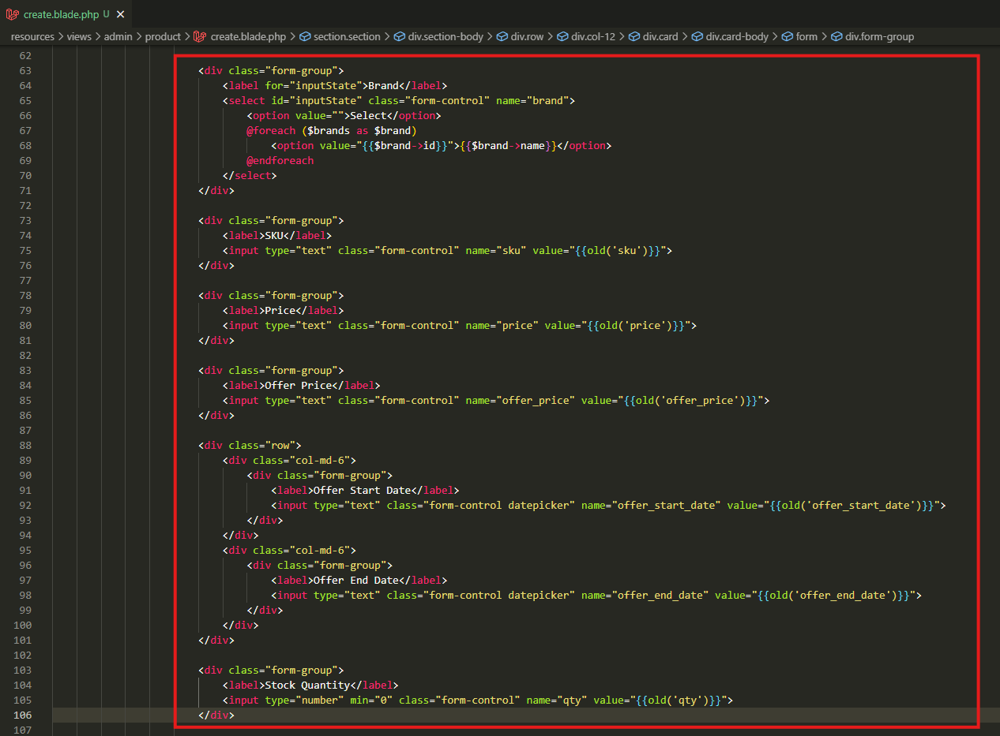 create.blade.php U ×
resources > views > admin > product > create.blade.php > section.section > div.section-body > div.row > div.col-12 > div.card > div.card-body > form > div.form-group
62
63 <div class="form-group">
64     <label for="inputState">Brand</label>
65     <select id="inputState" class="form-control" name="brand">
66         <option value="">Select</option>
67         @foreach ($brands as $brand)
68             <option value="{{$brand->id}}">{{$brand->name}}</option>
69         @endforeach
70     </select>
71 </div>
72
73 <div class="form-group">
74     <label>SKU</label>
75     <input type="text" class="form-control" name="sku" value="{{old('sku')}}">
76 </div>
77
78 <div class="form-group">
79     <label>Price</label>
80     <input type="text" class="form-control" name="price" value="{{old('price')}}">
81 </div>
82
83 <div class="form-group">
84     <label>Offer Price</label>
85     <input type="text" class="form-control" name="offer_price" value="{{old('offer_price')}}">
86 </div>
87
88 <div class="row">
89     <div class="col-md-6">
90         <div class="form-group">
91             <label>Offer Start Date</label>
92             <input type="text" class="form-control datepicker" name="offer_start_date" value="{{old('offer_start_date')}}">
93         </div>
94     </div>
95     <div class="col-md-6">
96         <div class="form-group">
97             <label>Offer End Date</label>
98             <input type="text" class="form-control datepicker" name="offer_end_date" value="{{old('offer_end_date')}}">
99         </div>
100     </div>
101 </div>
102
103 <div class="form-group">
104     <label>Stock Quantity</label>
105     <input type="number" min="0" class="form-control" name="qty" value="{{old('qty')}}">
106 </div>
107